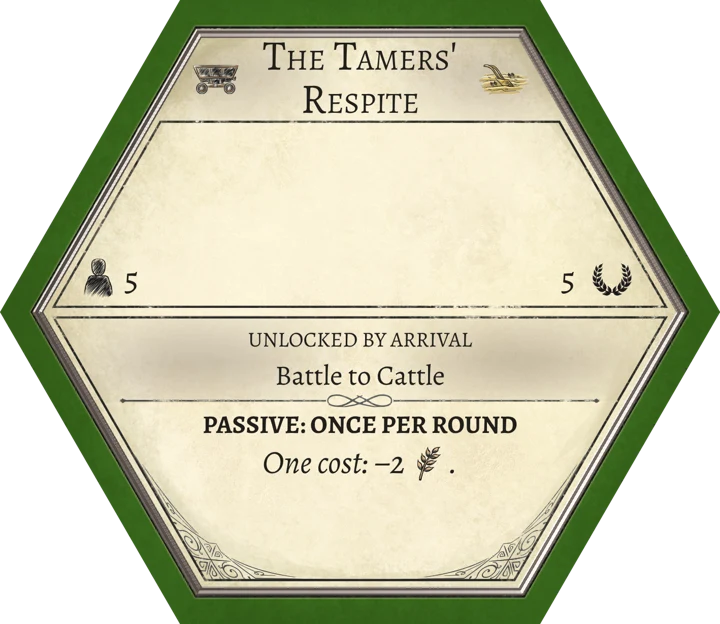 The Tamers'
Respite
5
5
UNLOCKED BY ARRIVAL
Battle to Cattle
PASSIVE: ONCE PER ROUND
One cost: –2 .